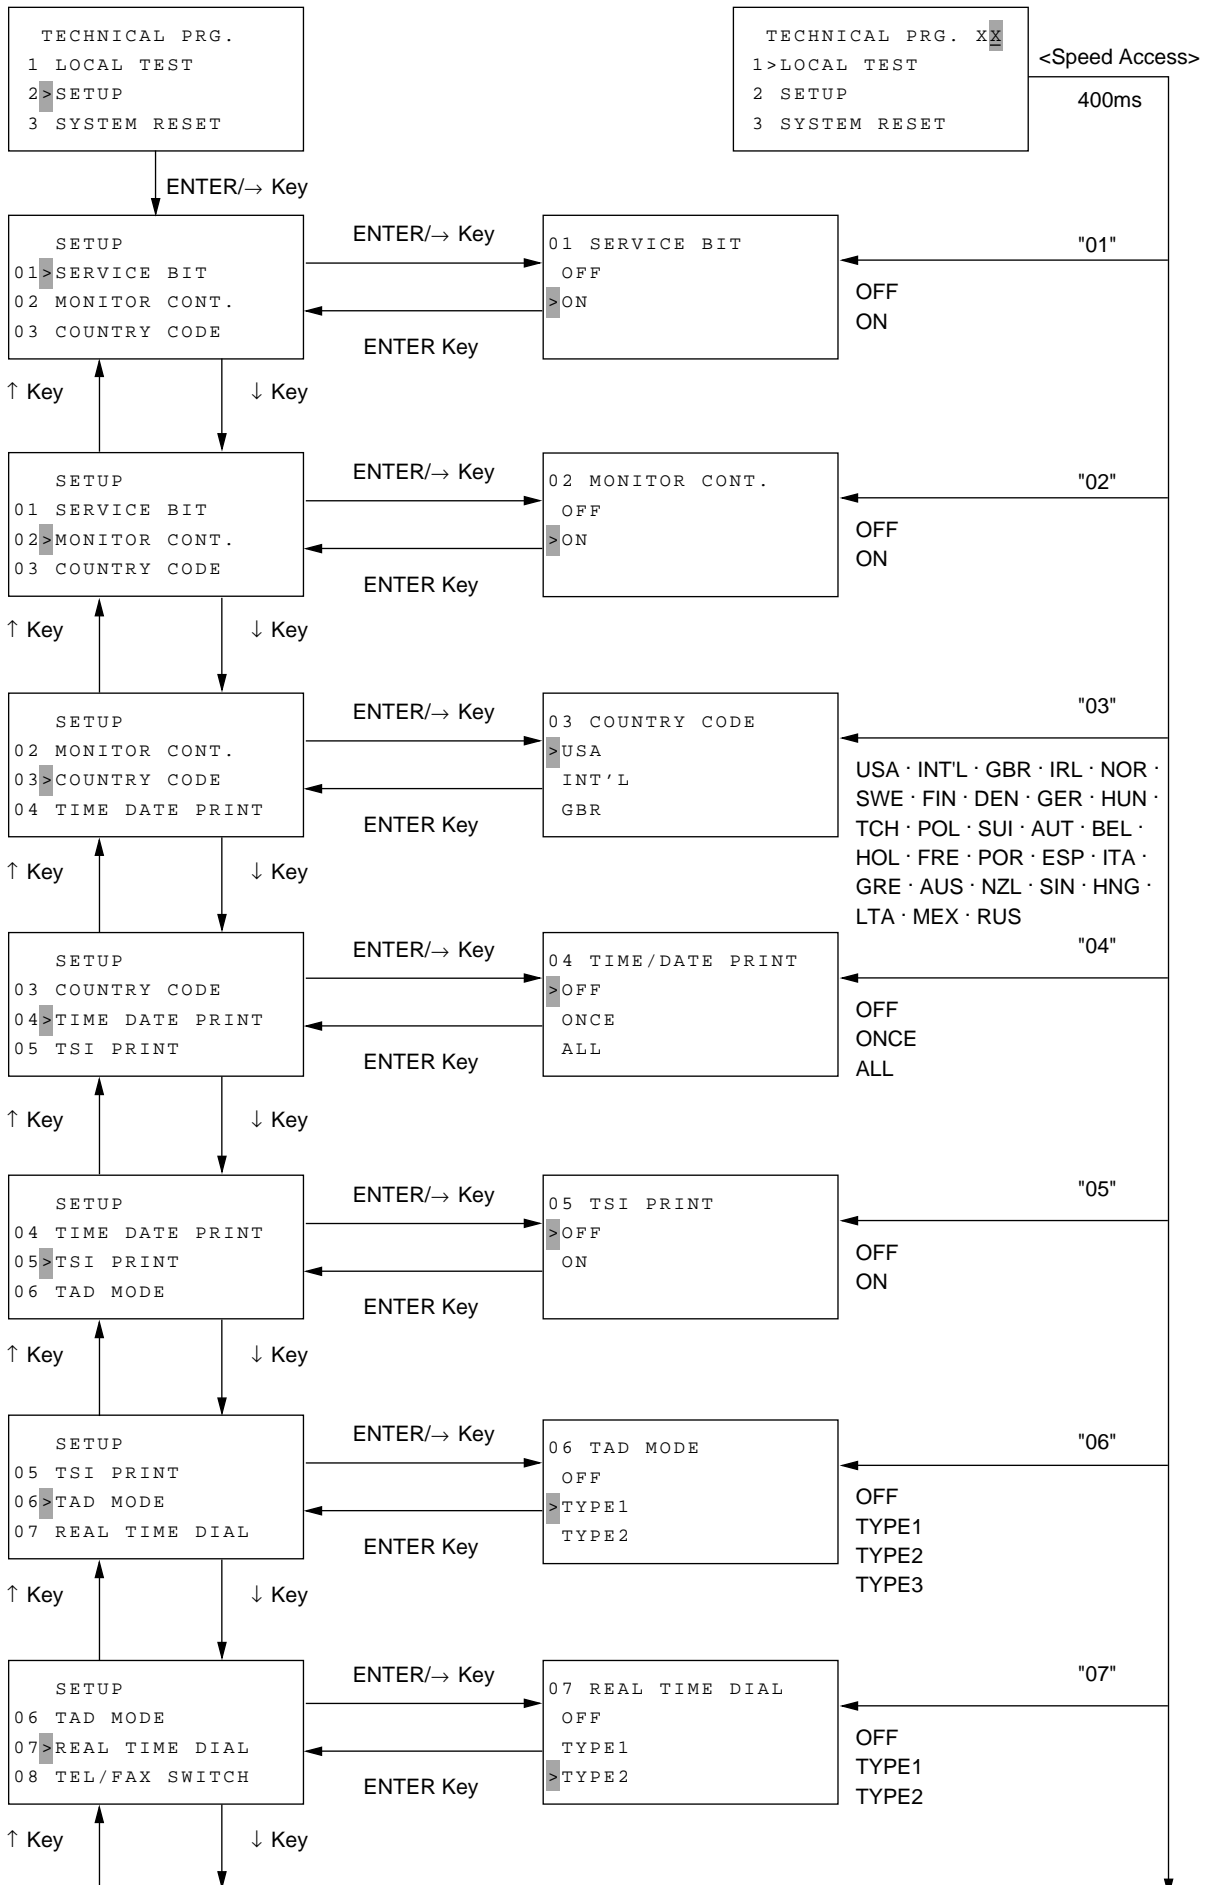 TECHNICAL PRG.
1 LOCAL TEST
2>SETUP
3 SYSTEM RESET
TECHNICAL PRG. XX
1>LOCAL TEST
2 SETUP
3 SYSTEM RESET
<Speed Access>
400ms
ENTER/→ Key
SETUP
01>SERVICE BIT
02 MONITOR CONT.
03 COUNTRY CODE
ENTER/→ Key
ENTER Key
01 SERVICE BIT
OFF
>ON
"01"
OFF
ON
↑ Key
↓ Key
SETUP
01 SERVICE BIT
02>MONITOR CONT.
03 COUNTRY CODE
ENTER/→ Key
ENTER Key
02 MONITOR CONT.
OFF
>ON
"02"
OFF
ON
↑ Key
↓ Key
SETUP
02 MONITOR CONT.
03>COUNTRY CODE
04 TIME DATE PRINT
ENTER/→ Key
ENTER Key
03 COUNTRY CODE
>USA
INT'L
GBR
"03"
USA · INT'L · GBR · IRL · NOR ·
SWE · FIN · DEN · GER · HUN ·
TCH · POL · SUI · AUT · BEL ·
HOL · FRE · POR · ESP · ITA ·
GRE · AUS · NZL · SIN · HNG ·
LTA · MEX · RUS
↑ Key
↓ Key
SETUP
03 COUNTRY CODE
04>TIME DATE PRINT
05 TSI PRINT
ENTER/→ Key
ENTER Key
04 TIME/DATE PRINT
>OFF
ONCE
ALL
"04"
OFF
ONCE
ALL
↑ Key
↓ Key
SETUP
04 TIME DATE PRINT
05>TSI PRINT
06 TAD MODE
ENTER/→ Key
ENTER Key
05 TSI PRINT
>OFF
ON
"05"
OFF
ON
↑ Key
↓ Key
SETUP
05 TSI PRINT
06>TAD MODE
07 REAL TIME DIAL
ENTER/→ Key
ENTER Key
06 TAD MODE
OFF
>TYPE1
TYPE2
"06"
OFF
TYPE1
TYPE2
TYPE3
↑ Key
↓ Key
SETUP
06 TAD MODE
07>REAL TIME DIAL
08 TEL/FAX SWITCH
ENTER/→ Key
ENTER Key
07 REAL TIME DIAL
OFF
TYPE1
>TYPE2
"07"
OFF
TYPE1
TYPE2
↑ Key
↓ Key